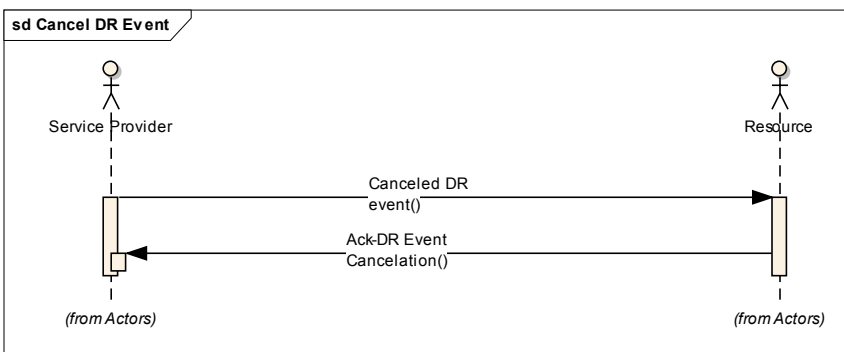 sd Cancel DR Event
Service Provider
Resource
Canceled DR
event()
Ack-DR Event
Cancelation()
(from Actors)
(from Actors)